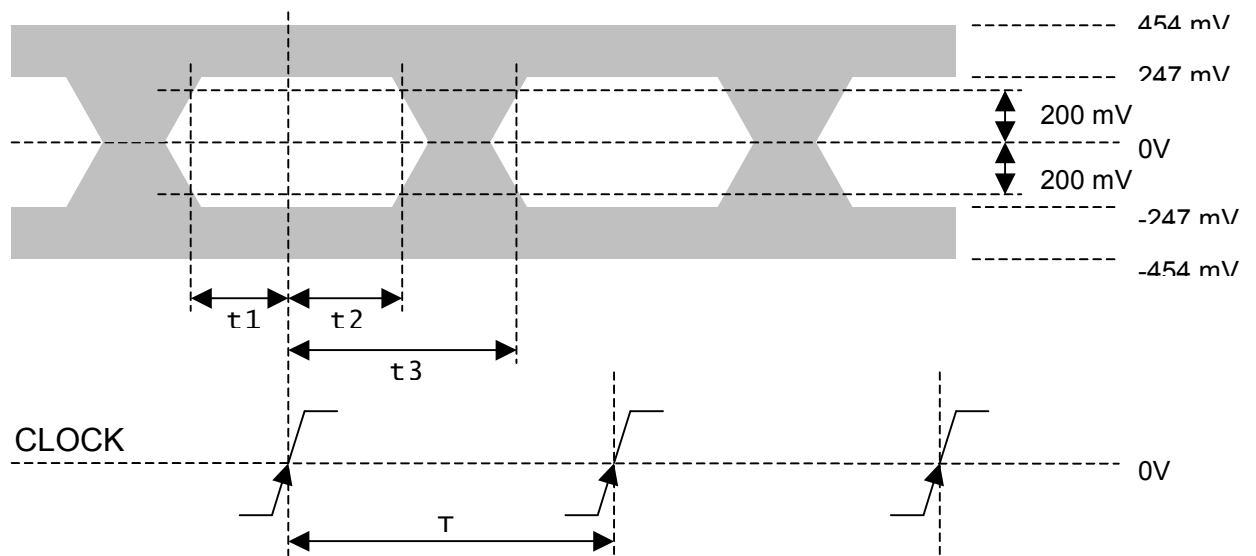 454 mV
247 mV
200 mV
0V
200 mV
-247 mV
-454 mV
t1
t2
t3
CLOCK
0V
T